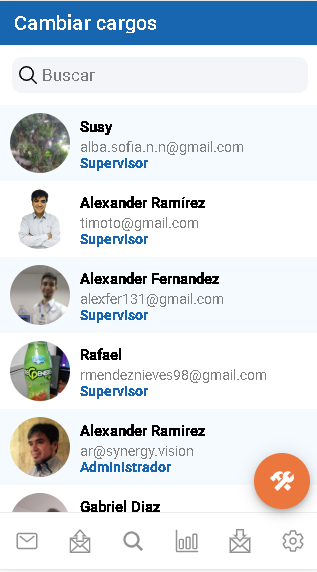 Cambiar cargos
Buscar
Susy
alba.sofia.n.n@gmail.com
Supervisor
Alexander Ramírez
timoto@gmail.com
Supervisor
Alexander Fernandez
alexfer131@gmail.com
Supervisor
Rafael
rmendeznieves98@gmail.com
Supervisor
Alexander Ramirez
ar@synergy.vision
Administrador
Gabriel Diaz